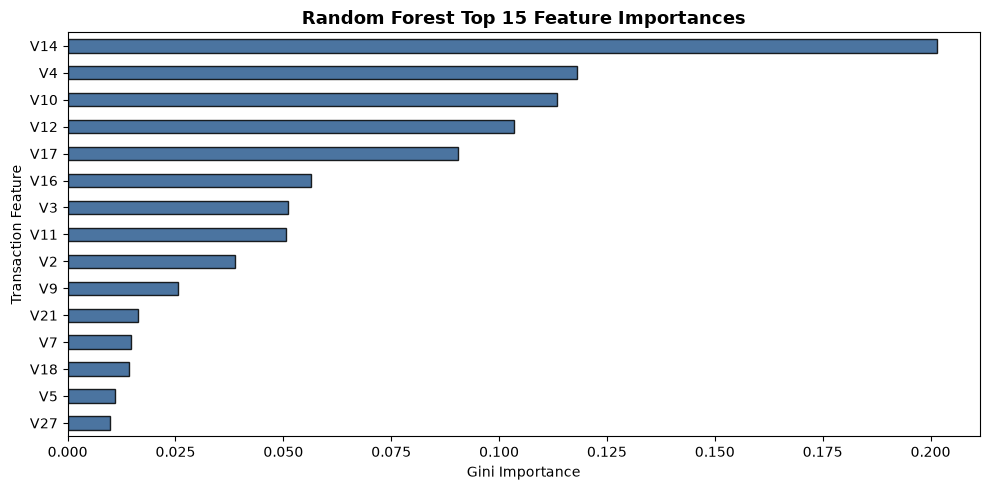 Random Forest Top 15 Feature Importances
Transaction Feature
V14
V4
V10
V12
V17
V16
V3
V11
V2
V9
V21
V7
V18
V5
V27
0.000 0.025 0.050 0.075 0.100 0.125 0.150 0.175 0.200
Gini Importance